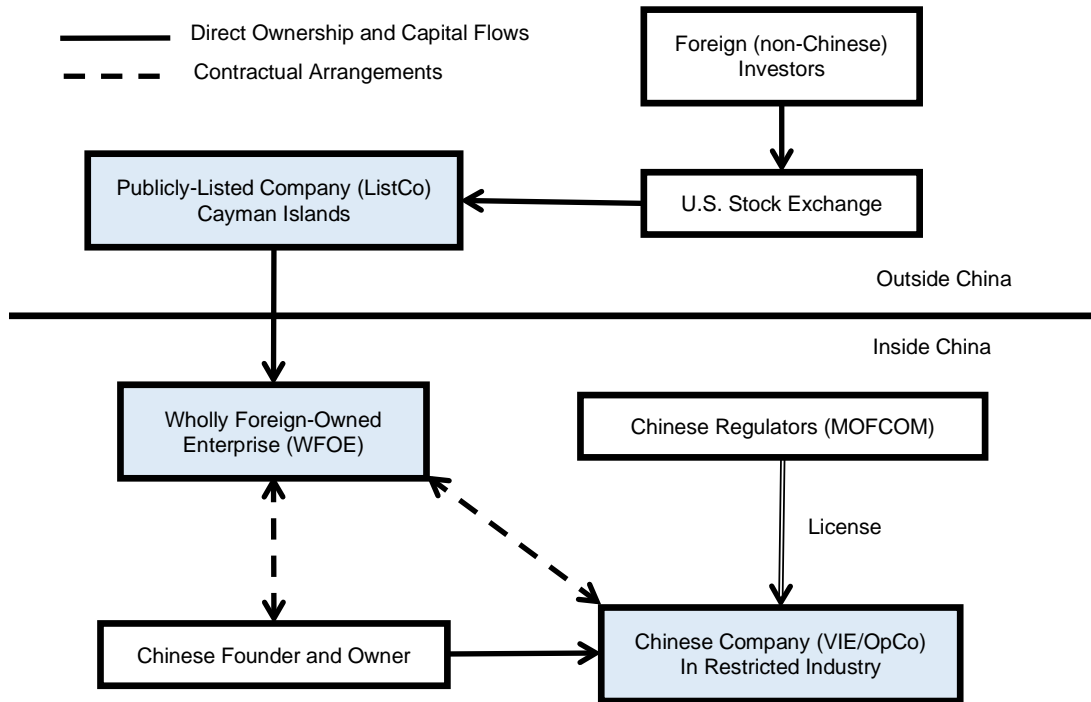 Direct Ownership and Capital Flows
Contractual Arrangements
Foreign (non-Chinese)
Investors
Publicly-Listed Company (ListCo)
Cayman Islands
U.S. Stock Exchange
Outside China
Inside China
Wholly Foreign-Owned
Enterprise (WFOE)
Chinese Regulators (MOFCOM)
License
Chinese Founder and Owner
Chinese Company (VIE/OpCo)
In Restricted Industry